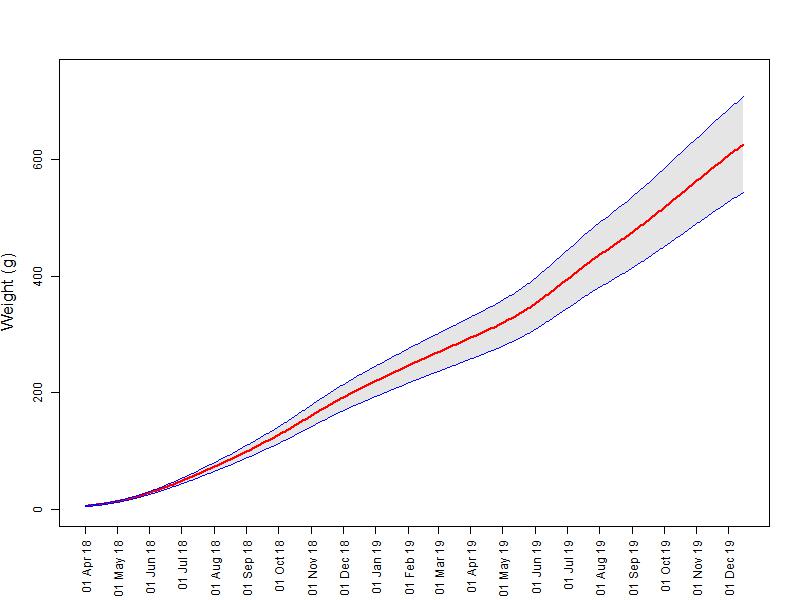 Weight (g)
600
400
200
0
01 Apr 18
01 May 18
01 Jun 18
01 Jul 18
01 Aug 18
01 Sep 18
01 Oct 18
01 Nov 18
01 Dec 18
01 Jan 19
01 Feb 19
01 Mar 19
01 Apr 19
01 May 19
01 Jun 19
01 Jul 19
01 Aug 19
01 Sep 19
01 Oct 19
01 Nov 19
01 Dec 19